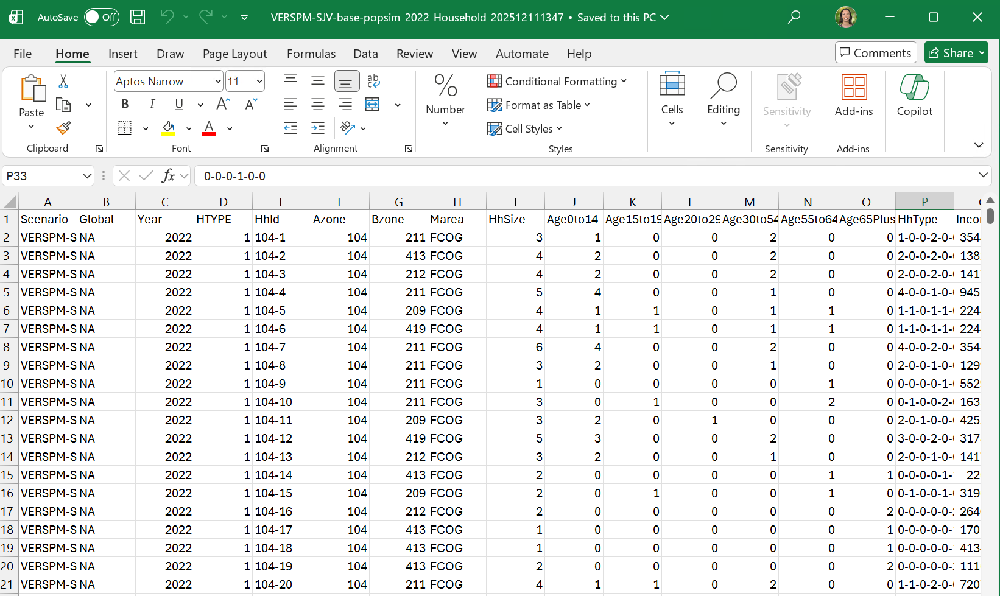 AutoSave Off VERSPM-SJV-base-popsim_2022_Household_202512111347 • Saved to this PC
File Home Insert Draw Page Layout Formulas Data Review View Automate Help Comments Share
Paste Aptos Narrow 11 ab Number Conditional Formatting Format as Table Cell Styles Cells Editing Sensitivity Add-ins Copilot
B I U A A A
Clipboard Font Alignment Styles Sensitivity Add-ins
P33 fx 0-0-0-1-0-0
A B C D E F G H I J K L M N O P
1 Scenario Global Year HTYPE HhId Azone Bzone Marea HhSize Age0to14 Age15to19 Age20to29 Age30to54 Age55to64 Age65Plus HhType Inco
2 VERSPM-S NA 2022 1 104-1 104 211 FCOG 3 1 0 0 2 0 0 1-0-0-2-0- 354
3 VERSPM-S NA 2022 1 104-2 104 413 FCOG 4 2 0 0 2 0 0 2-0-0-2-0- 138
4 VERSPM-S NA 2022 1 104-3 104 212 FCOG 4 2 0 0 2 0 0 2-0-0-2-0- 141
5 VERSPM-S NA 2022 1 104-4 104 211 FCOG 5 4 0 0 1 0 0 4-0-0-1-0- 945
6 VERSPM-S NA 2022 1 104-5 104 209 FCOG 4 1 1 0 1 1 0 1-1-0-1-1- 224
7 VERSPM-S NA 2022 1 104-6 104 419 FCOG 4 1 1 0 1 1 0 1-1-0-1-1- 224
8 VERSPM-S NA 2022 1 104-7 104 211 FCOG 6 4 0 0 2 0 0 4-0-0-2-0- 354
9 VERSPM-S NA 2022 1 104-8 104 211 FCOG 3 2 0 0 1 0 0 2-0-0-1-0- 129
10 VERSPM-S NA 2022 1 104-9 104 211 FCOG 1 0 0 0 0 1 0 0-0-0-0-1- 552
11 VERSPM-S NA 2022 1 104-10 104 211 FCOG 3 0 1 0 0 2 0 0-1-0-0-2- 163
12 VERSPM-S NA 2022 1 104-11 104 209 FCOG 3 2 0 1 0 0 0 2-0-1-0-0- 425
13 VERSPM-S NA 2022 1 104-12 104 419 FCOG 5 3 0 0 2 0 0 3-0-0-2-0- 317
14 VERSPM-S NA 2022 1 104-13 104 212 FCOG 3 2 0 0 1 0 0 2-0-0-1-0- 141
15 VERSPM-S NA 2022 1 104-14 104 413 FCOG 2 0 0 0 0 1 1 0-0-0-0-1- 22
16 VERSPM-S NA 2022 1 104-15 104 209 FCOG 2 0 1 0 0 1 0 0-1-0-0-1- 319
17 VERSPM-S NA 2022 1 104-16 104 212 FCOG 2 0 0 0 0 0 2 0-0-0-0-0- 264
18 VERSPM-S NA 2022 1 104-17 104 413 FCOG 1 0 0 0 0 0 1 0-0-0-0-0- 170
19 VERSPM-S NA 2022 1 104-18 104 413 FCOG 1 0 0 0 0 0 1 0-0-0-0-0- 413
20 VERSPM-S NA 2022 1 104-19 104 413 FCOG 2 0 0 0 0 0 2 0-0-0-0-0- 111
21 VERSPM-S NA 2022 1 104-20 104 211 FCOG 4 1 1 0 2 0 0 1-1-0-2-0- 720